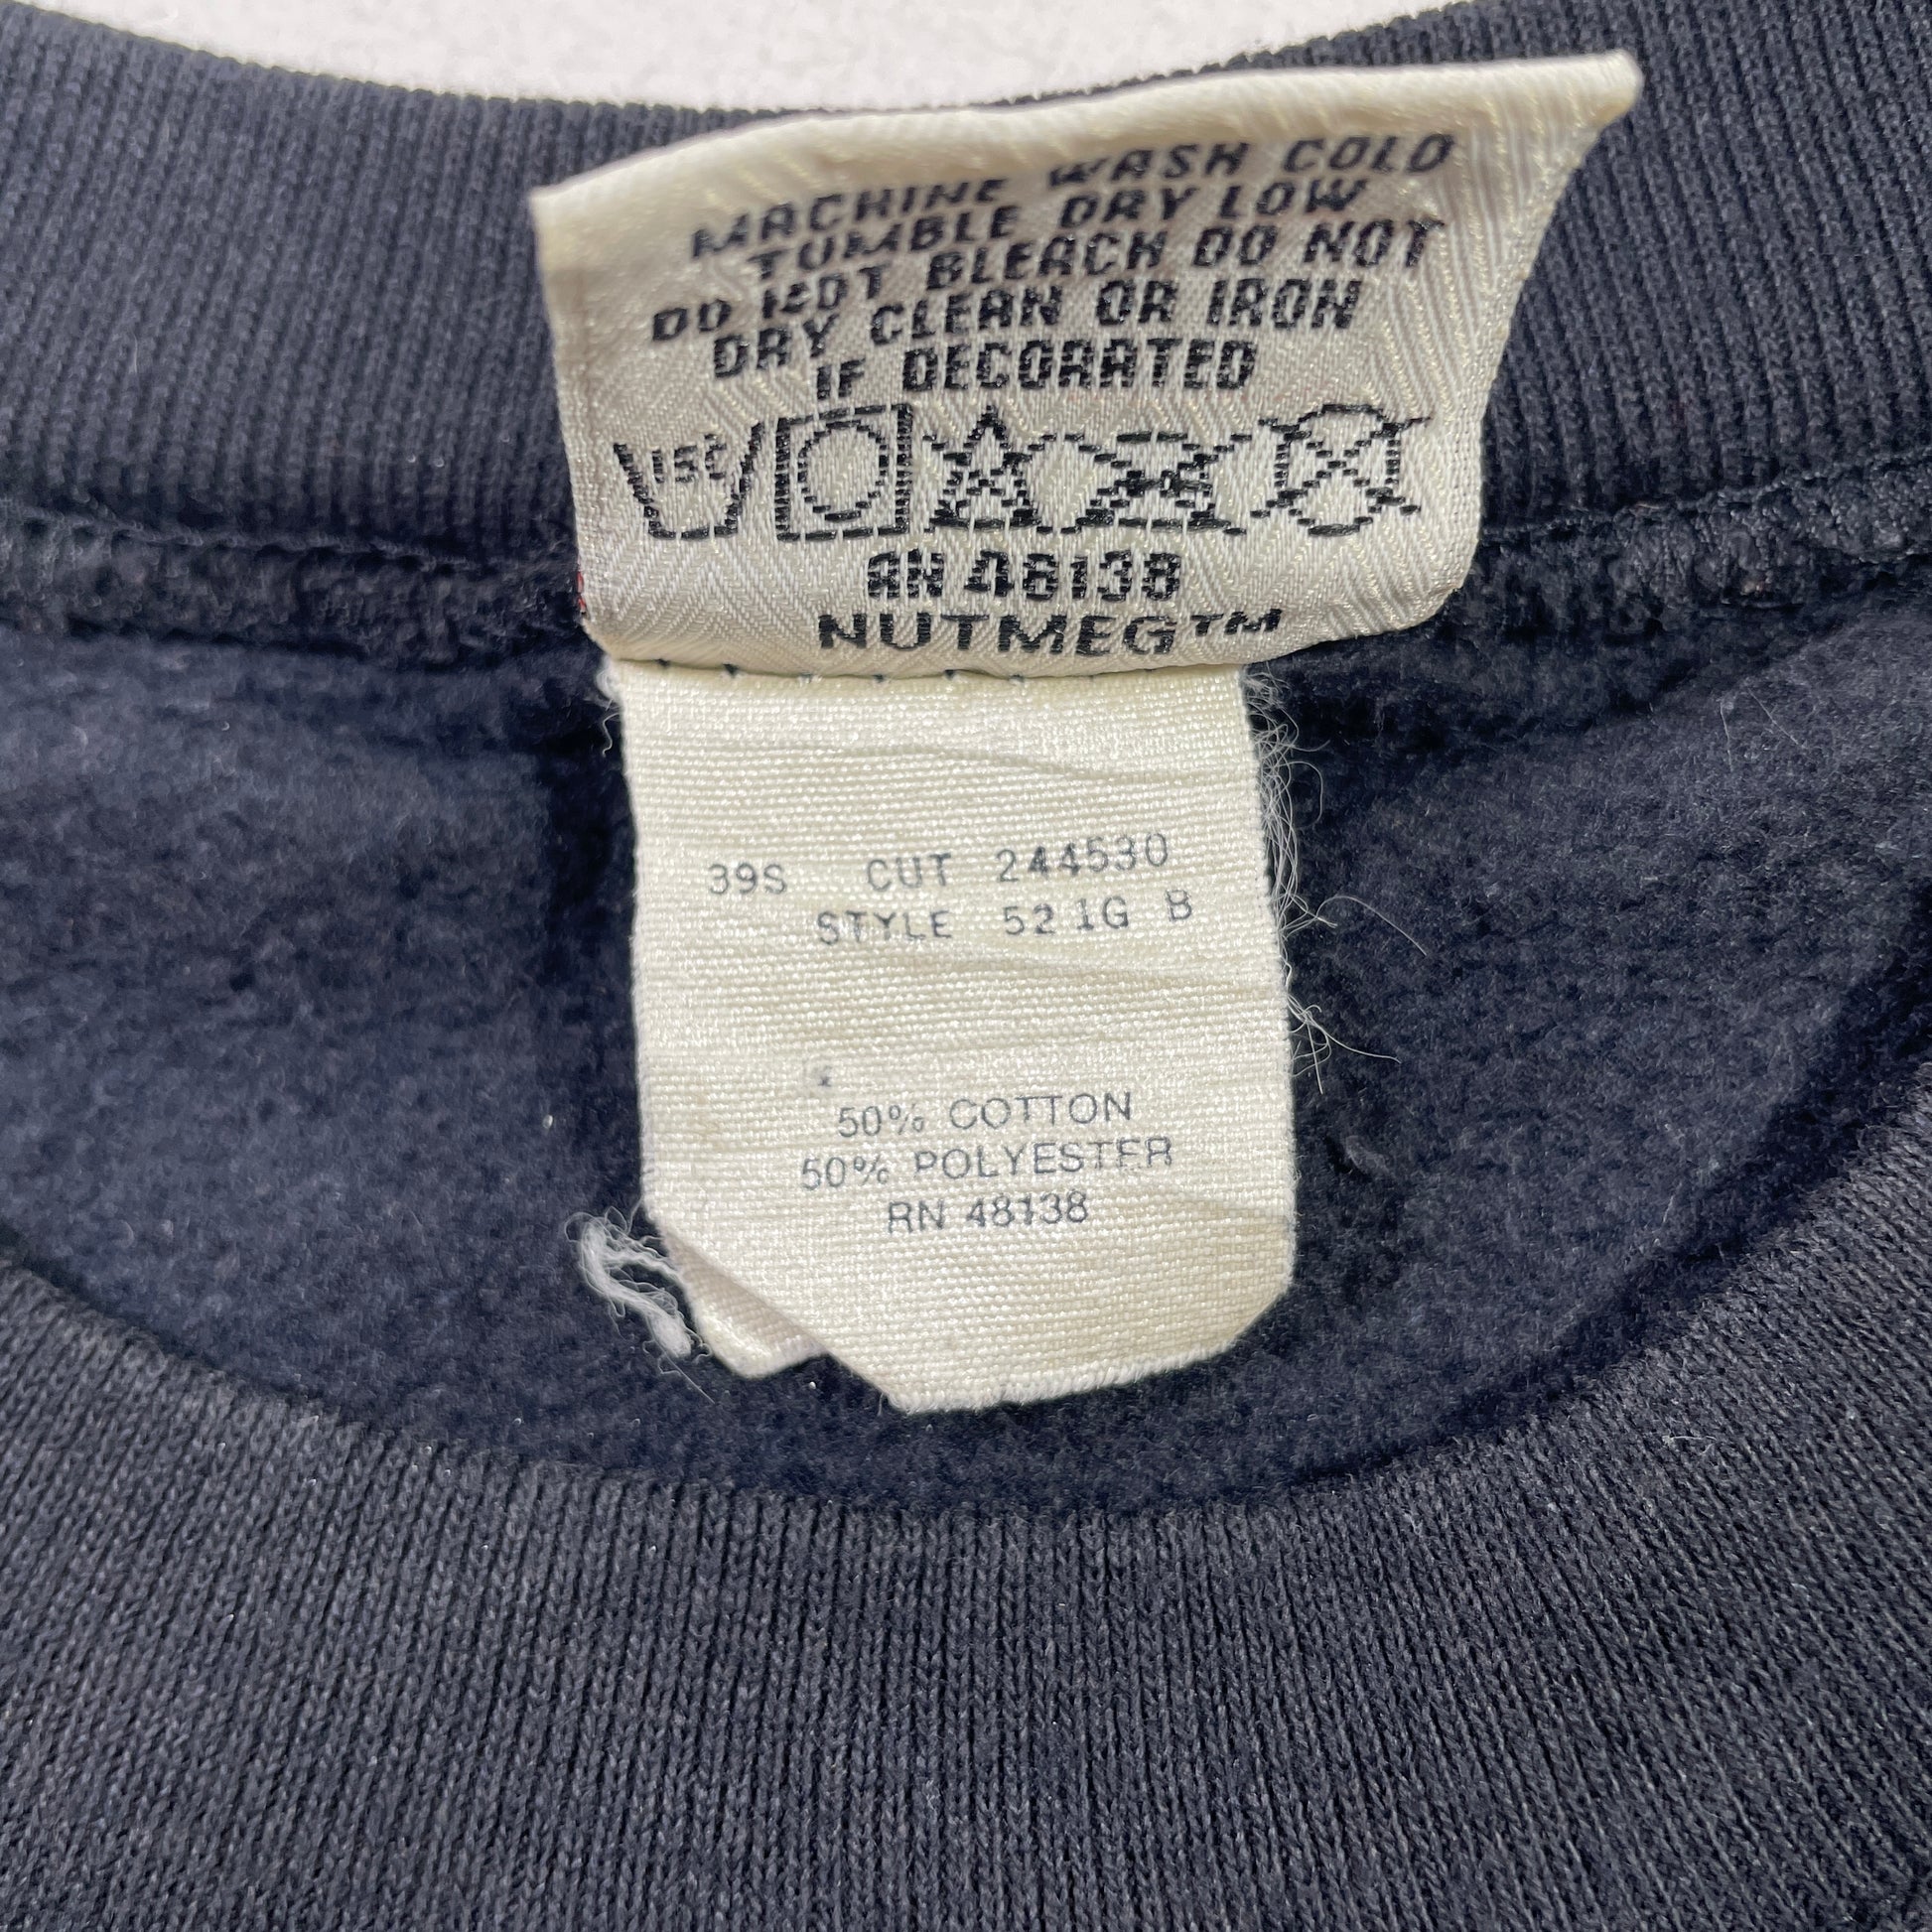 MACHINE WASH COLD
TUMBLE DRY LOW
DO NOT BLEACH DO NOT
DRY CLEAN OR IRON
IF DECORATED
RN 48138
NUTMEG™
39S CUT 244530
STYLE 521G B
50% COTTON
50% POLYESTER
RN 48138